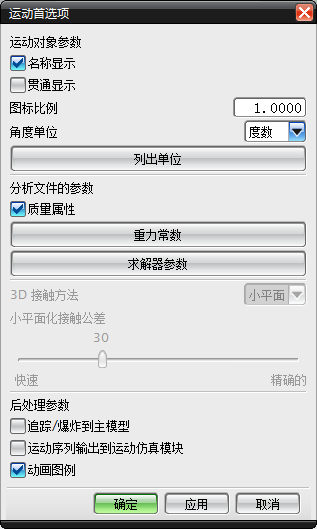 运动首选项
运动对象参数
名称显示
贯通显示
图标比例 1.0000
角度单位 度数
列出单位
分析文件的参数
质量属性
重力常数
求解器参数
3D 接触方法 小平面
小平面化接触公差
30
快速 精确的
后处理参数
追踪/爆炸到主模型
运动序列输出到运动仿真模块
动画图例
确定 应用 取消